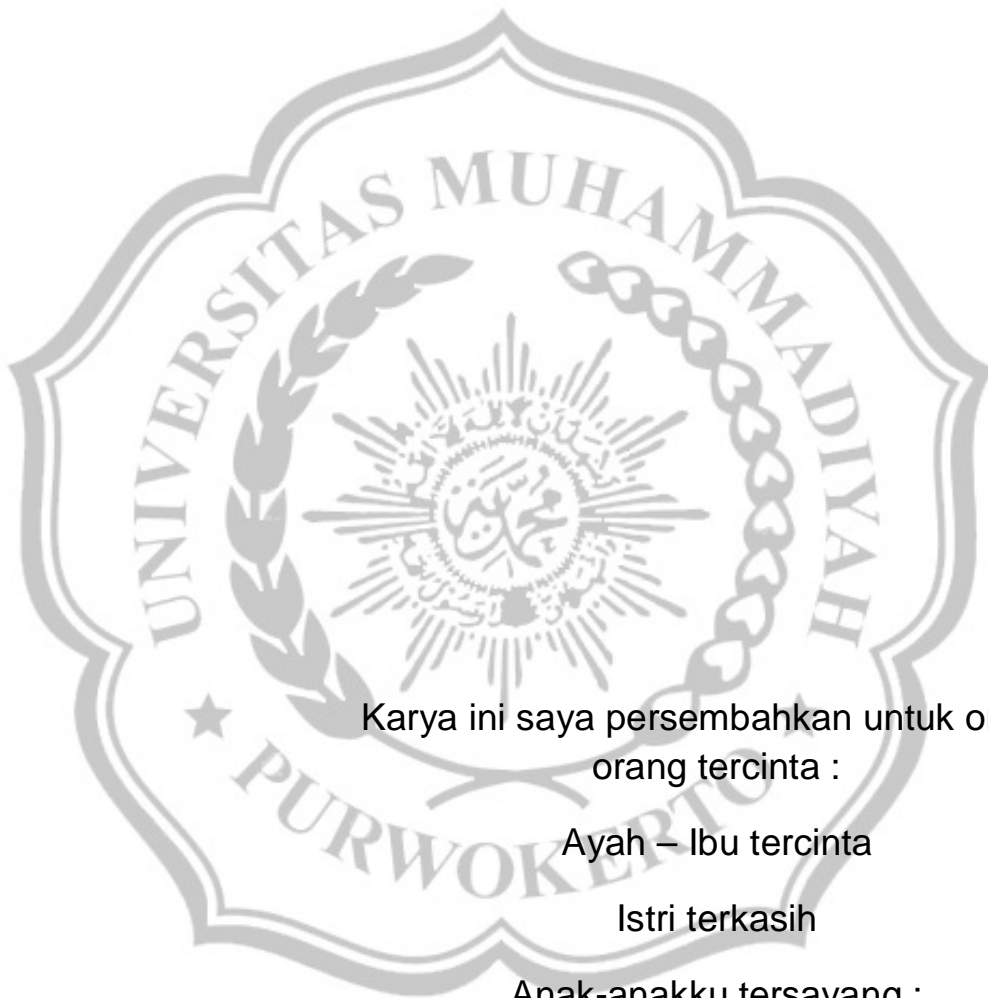 UNIVERSITAS MUHAMMADIYAH
Karya ini saya persembahkan untuk
orang tercinta :
PURWOKERTO
Ayah – Ibu tercinta
Istri terkasih
Anak-anakku tersayang :